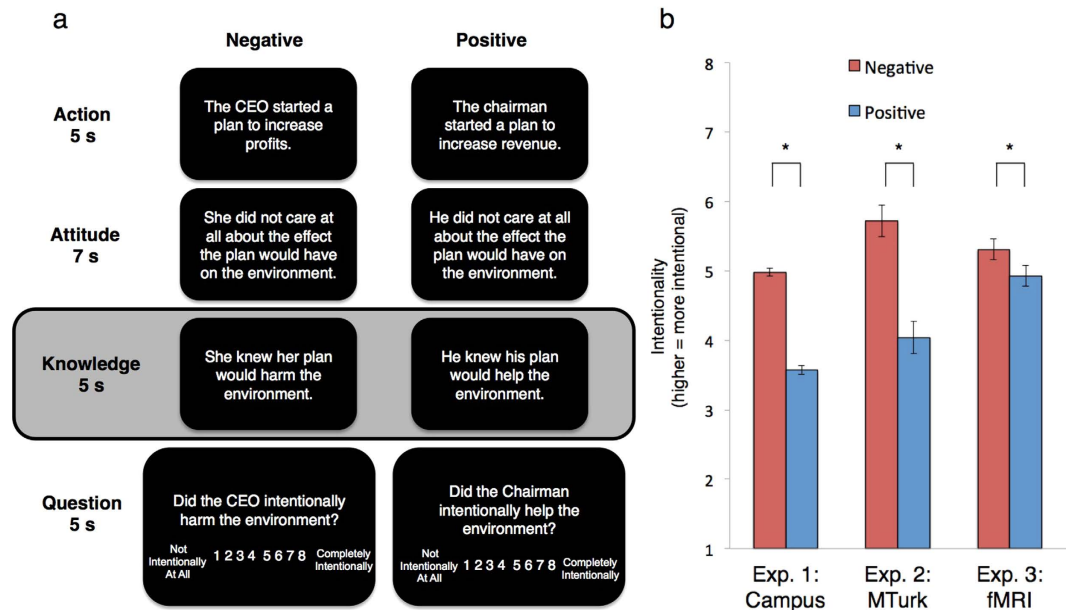 a
Negative
Positive
Action
5 s
The CEO started a
plan to increase
profits.
The chairman
started a plan to
increase revenue.
Attitude
7 s
She did not care at
all about the effect
the plan would have
on the environment.
He did not care at all
about the effect the
plan would have on
the environment.
Knowledge
5 s
She knew her plan
would harm the
environment.
He knew his plan
would help the
environment.
Question
5 s
Did the CEO intentionally
harm the environment?
Not
Intentionally
At All
1 2 3 4 5 6 7 8
Completely
Intentionally
Did the Chairman
intentionally help the
environment?
Not
Intentionally
At All
1 2 3 4 5 6 7 8
Completely
Intentionally
b
Negative
Positive
Intentionality
(higher = more intentional)
8
7
6
5
4
3
2
1
*
*
*
Exp. 1:
Campus
Exp. 2:
MTurk
Exp. 3:
fMRI